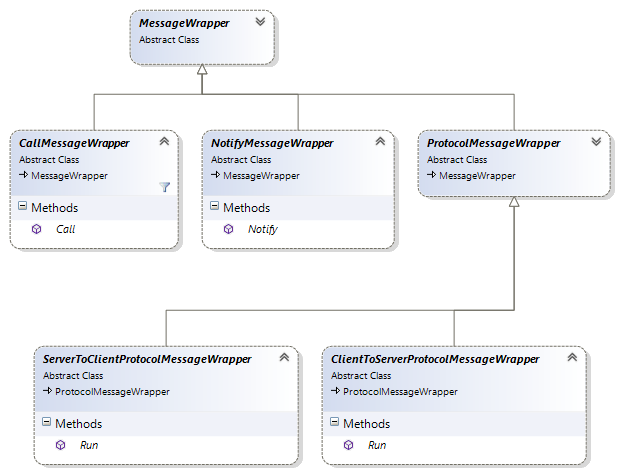 MessageWrapper
Abstract Class
CallMessageWrapper
Abstract Class
MessageWrapper
Methods
Call
NotifyMessageWrapper
Abstract Class
MessageWrapper
Methods
Notify
ProtocolMessageWrapper
Abstract Class
MessageWrapper
ServerToClientProtocolMessageWrapper
Abstract Class
ProtocolMessageWrapper
Methods
Run
ClientToServerProtocolMessageWrapper
Abstract Class
ProtocolMessageWrapper
Methods
Run